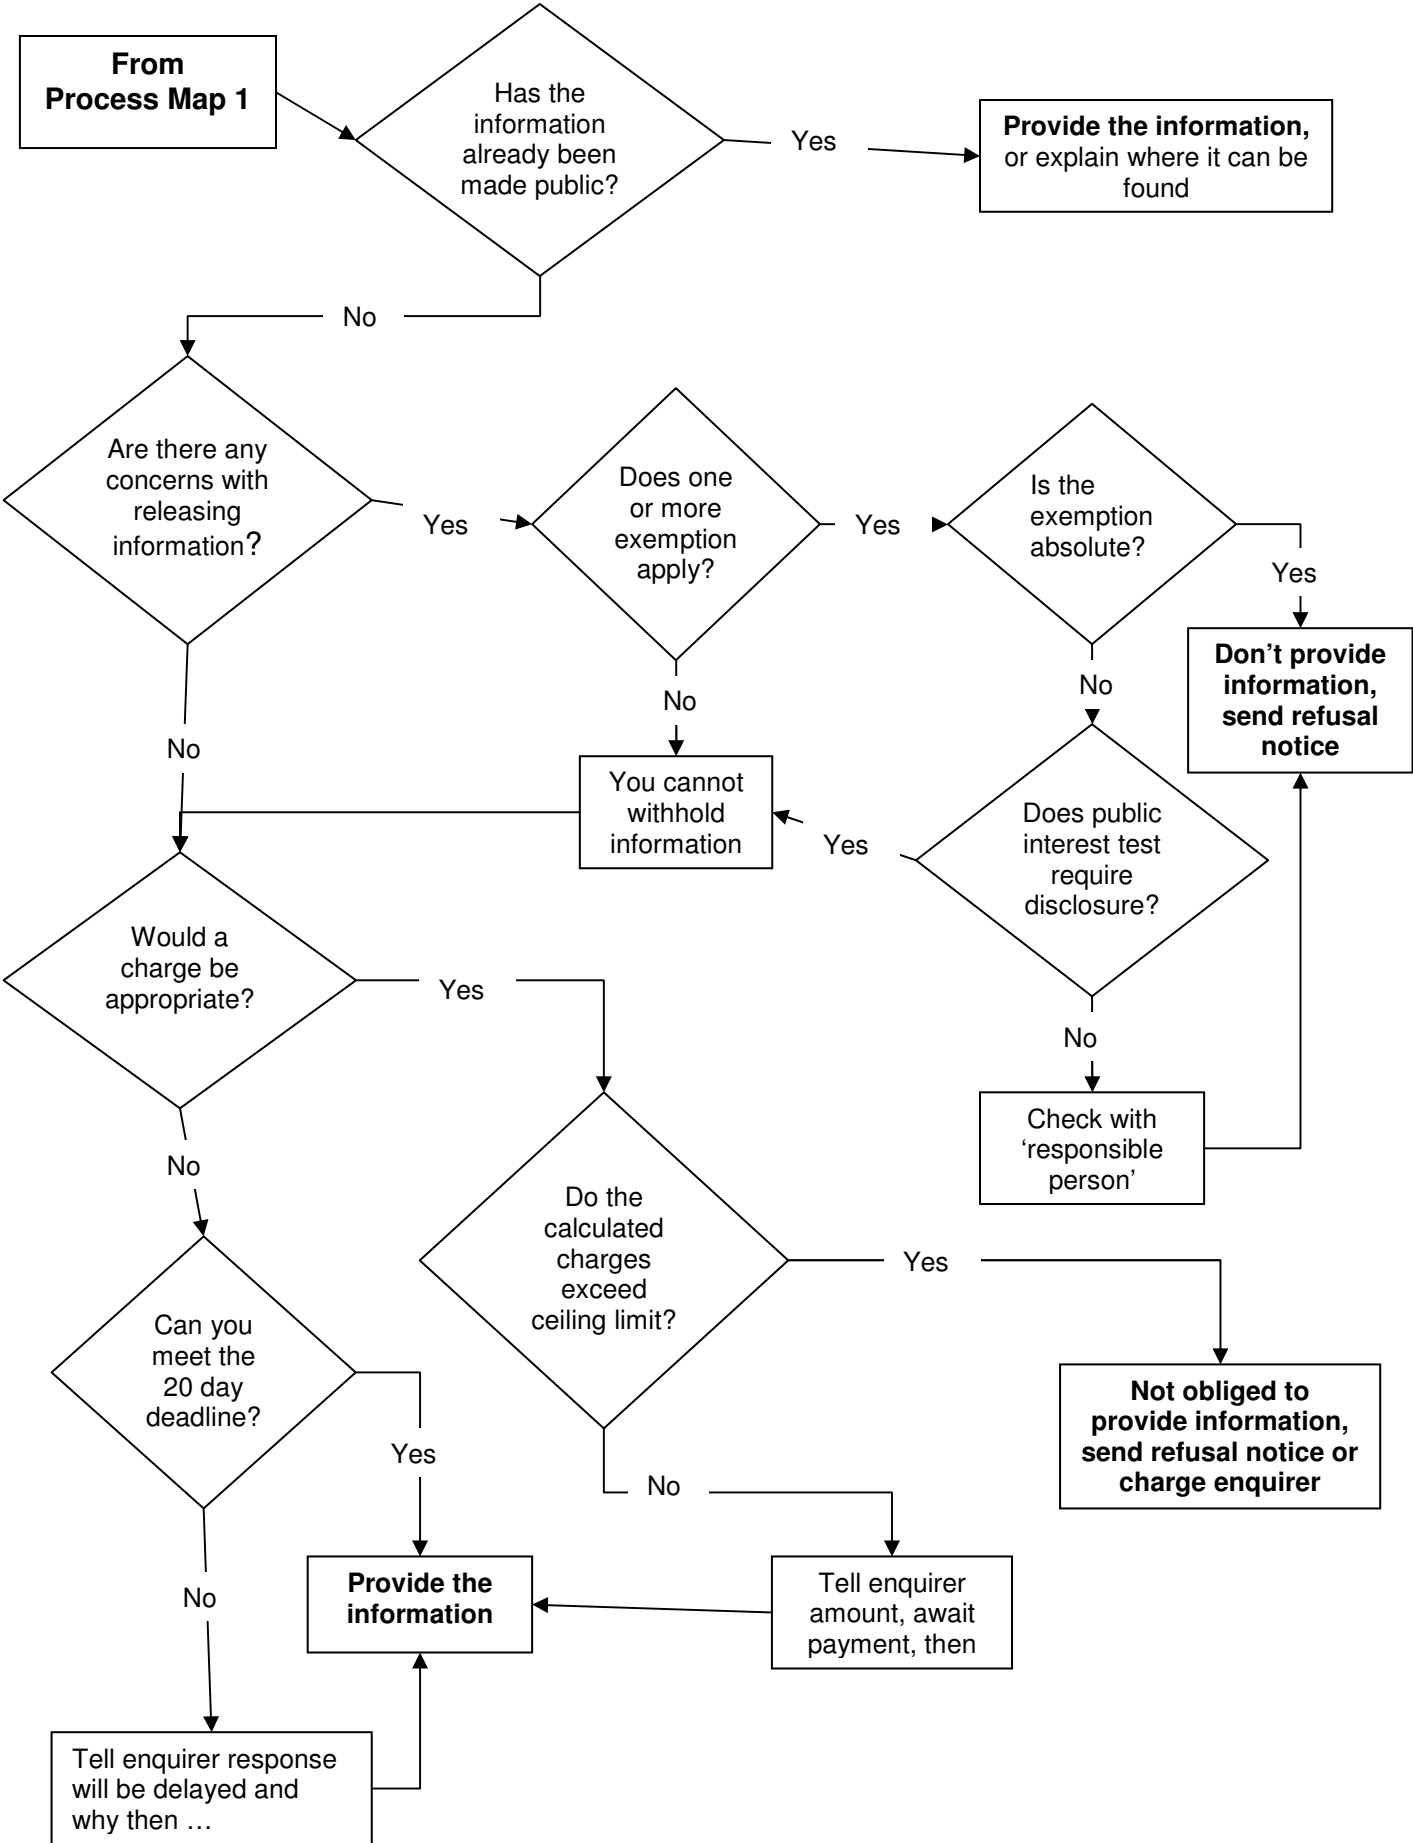 From
Process Map 1
Has the
information
already been
made public?
Yes
Provide the information,
or explain where it can be
found
No
Are there any
concerns with
releasing
information?
Yes
Does one
or more
exemption
apply?
Yes
Is the
exemption
absolute?
Yes
Don’t provide
information,
send refusal
notice
No
No
No
You cannot
withhold
information
Yes
Does public
interest test
require
disclosure?
Would a
charge be
appropriate?
Yes
No
Check with
‘responsible
person’
No
Do the
calculated
charges
exceed
ceiling limit?
Yes
Can you
meet the
20 day
deadline?
Yes
Not obliged to
provide information,
send refusal notice or
charge enquirer
No
No
Provide the
information
Tell enquirer
amount, await
payment, then
Tell enquirer response
will be delayed and
why then …